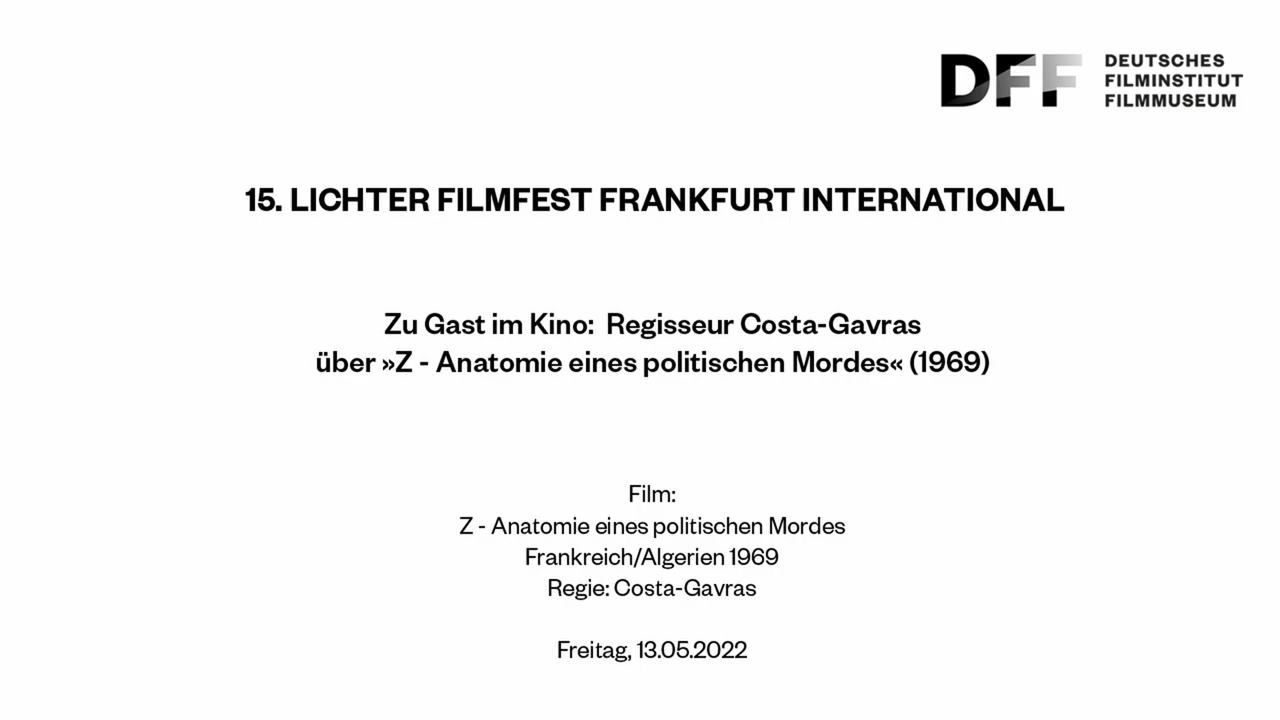 DFF
DEUTSCHES
FILMINSTITUT
FILMMUSEUM
15. LICHTER FILMFEST FRANKFURT INTERNATIONAL
Zu Gast im Kino: Regisseur Costa-Gavras
über »Z - Anatomie eines politischen Mordes« (1969)
Film:
Z - Anatomie eines politischen Mordes
Frankreich/Algerien 1969
Regie: Costa-Gavras
Freitag, 13.05.2022